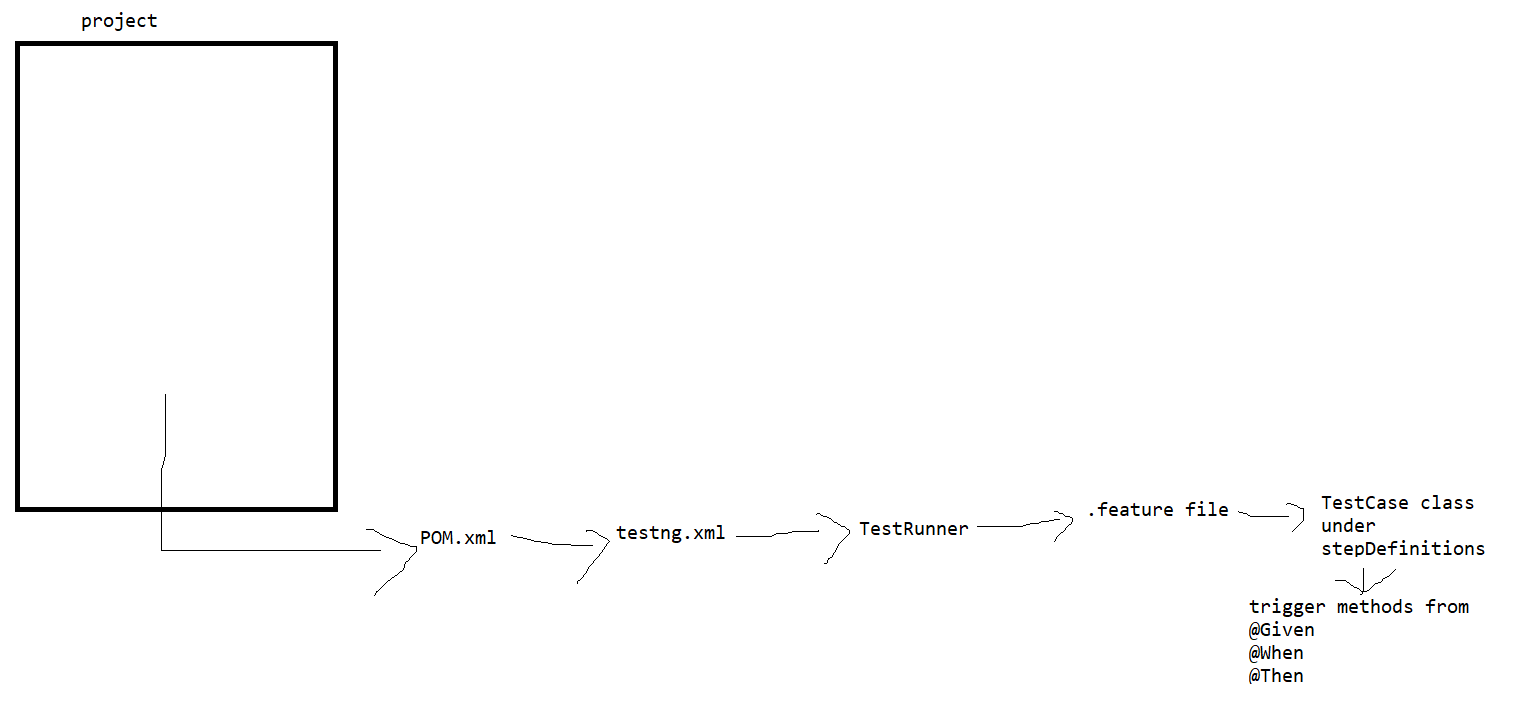 project
POM.xml
testng.xml
TestRunner
.feature file
TestCase class
under
stepDefinitions
trigger methods from
@Given
@When
@Then